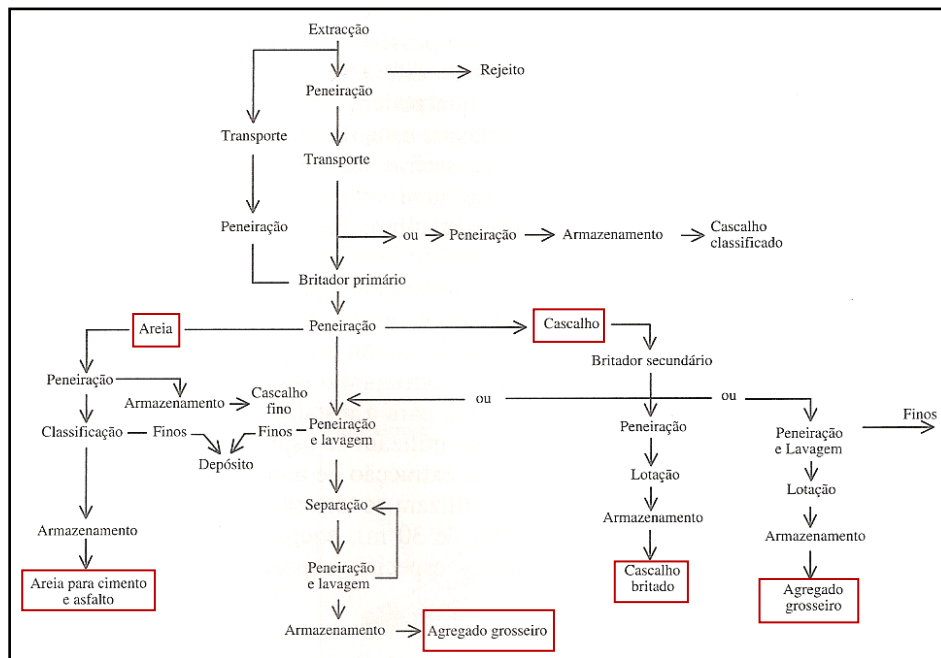 Extracção
Rejeito
Peneiração
Transporte
Transporte
Peneiração
ou
Peneiração
Armazenamento
Cascalho
classificado
Britador primário
Areia
Peneiração
Cascalho
Britador secundário
Peneiração
Armazenamento
Cascalho
fino
ou
ou
Classificação
Finos
Finos
Peneiração
e lavagem
Peneiração
Peneiração
e Lavagem
Finos
Depósito
Lotação
Lotação
Separação
Armazenamento
Armazenamento
Armazenamento
Areia para cimento
e asfalto
Peneiração
e lavagem
Cascalho
britado
Agregado
grosseiro
Armazenamento
Agregado grosseiro